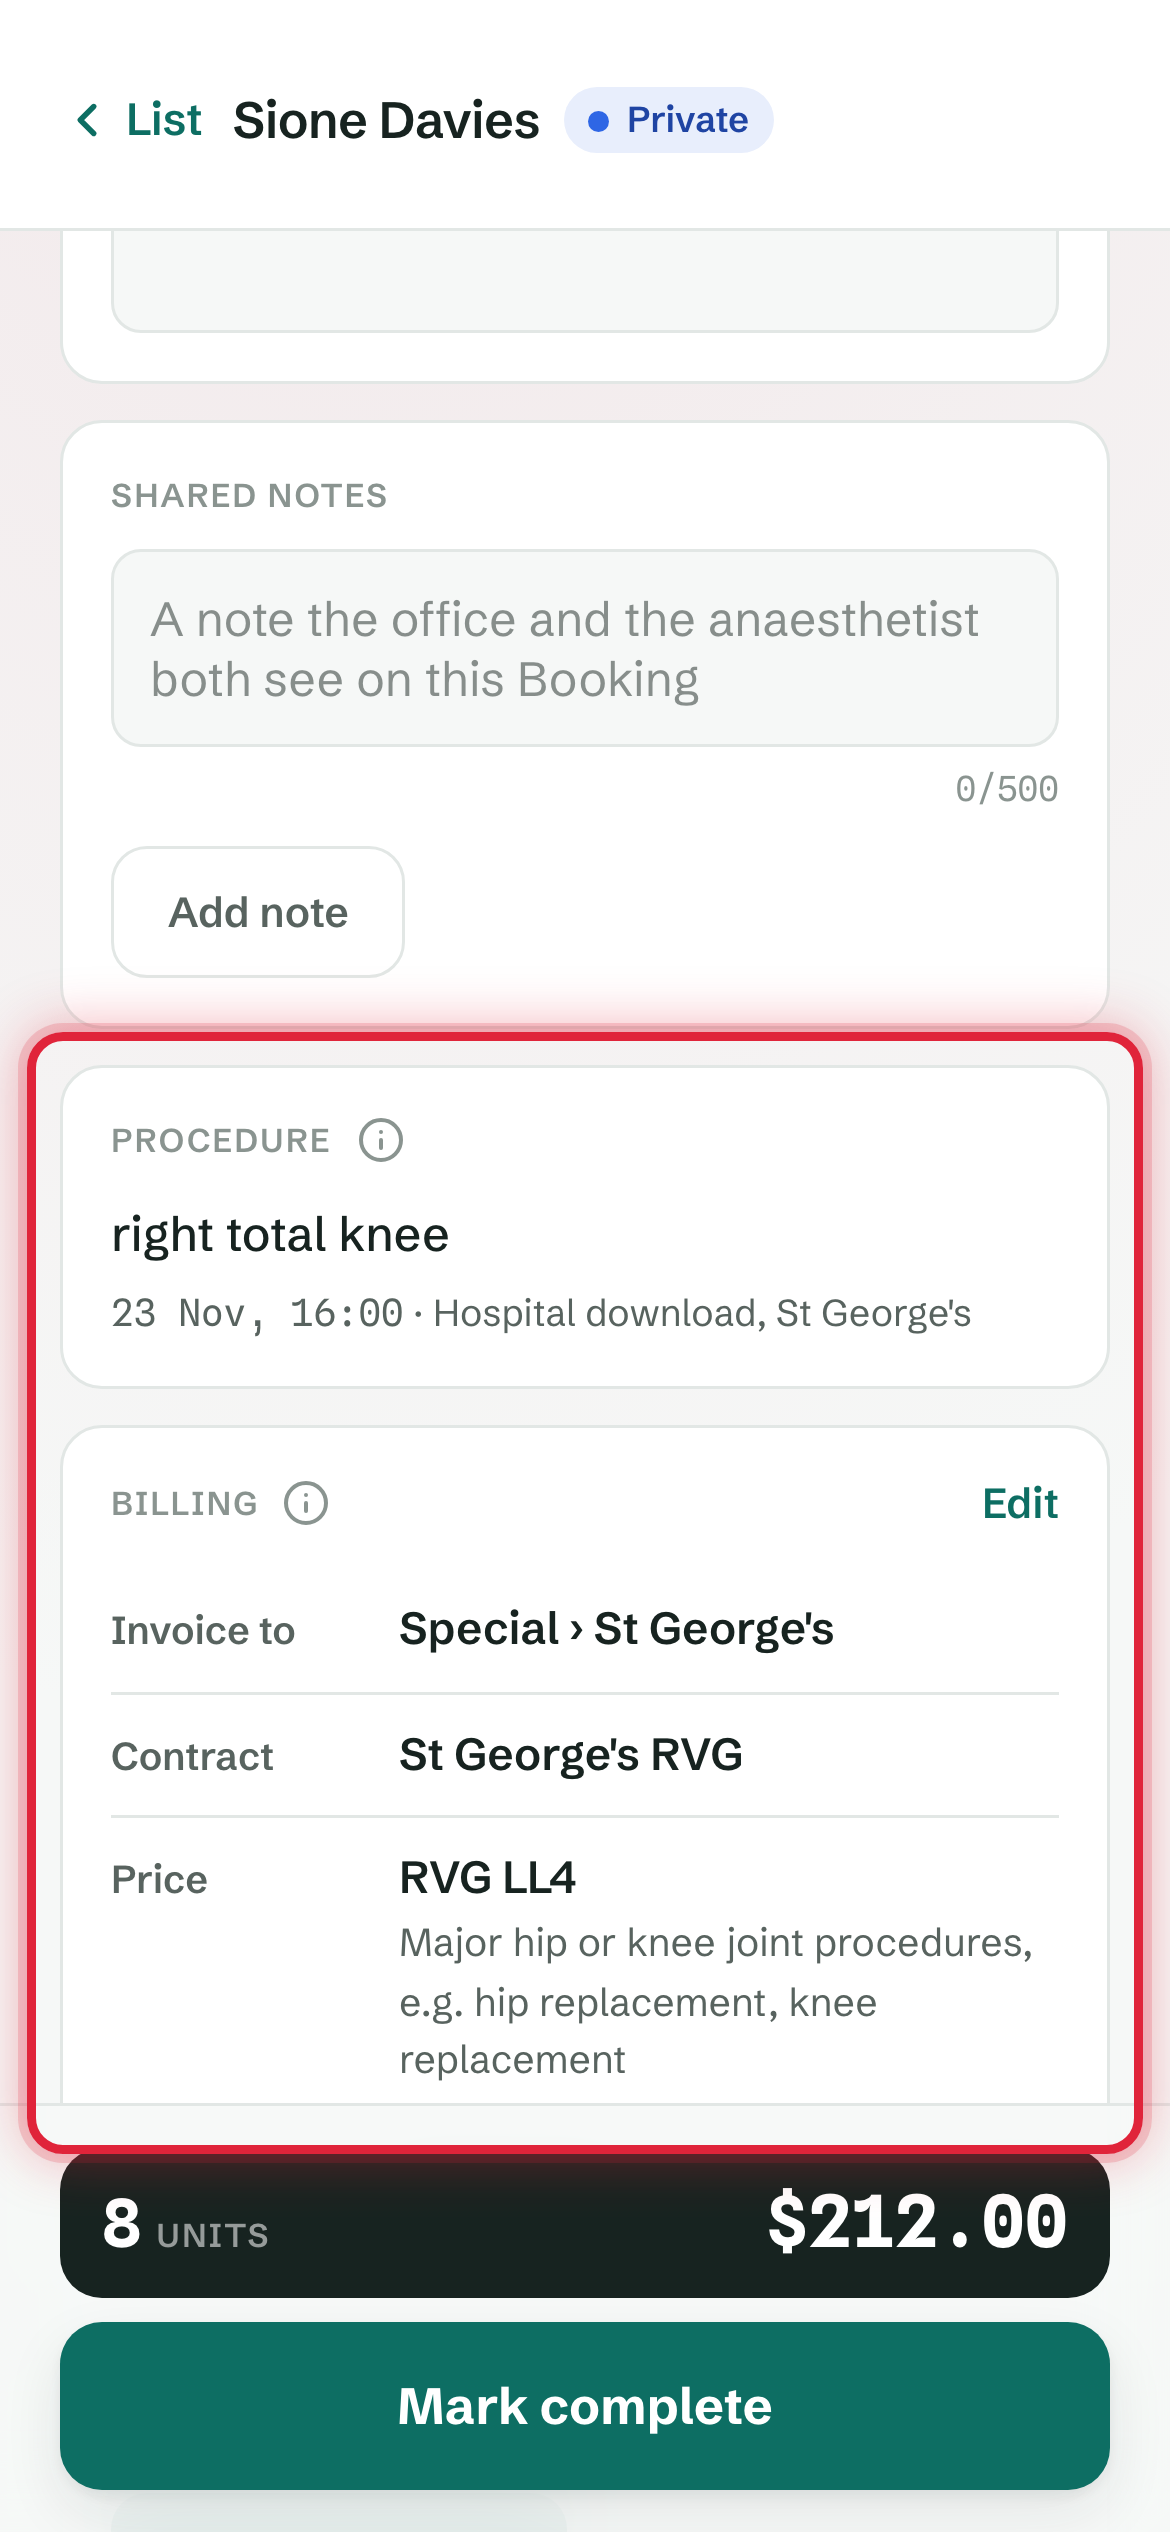 List Sione Davies Private
SHARED NOTES
A note the office and the anaesthetist
both see on this Booking
0/500
Add note
PROCEDURE
right total knee
23 Nov, 16:00 · Hospital download, St George's
BILLING Edit
Invoice to Special › St George's
Contract St George's RVG
Price RVG LL4
Major hip or knee joint procedures,
e.g. hip replacement, knee
replacement
8 UNITS $212.00
Mark complete